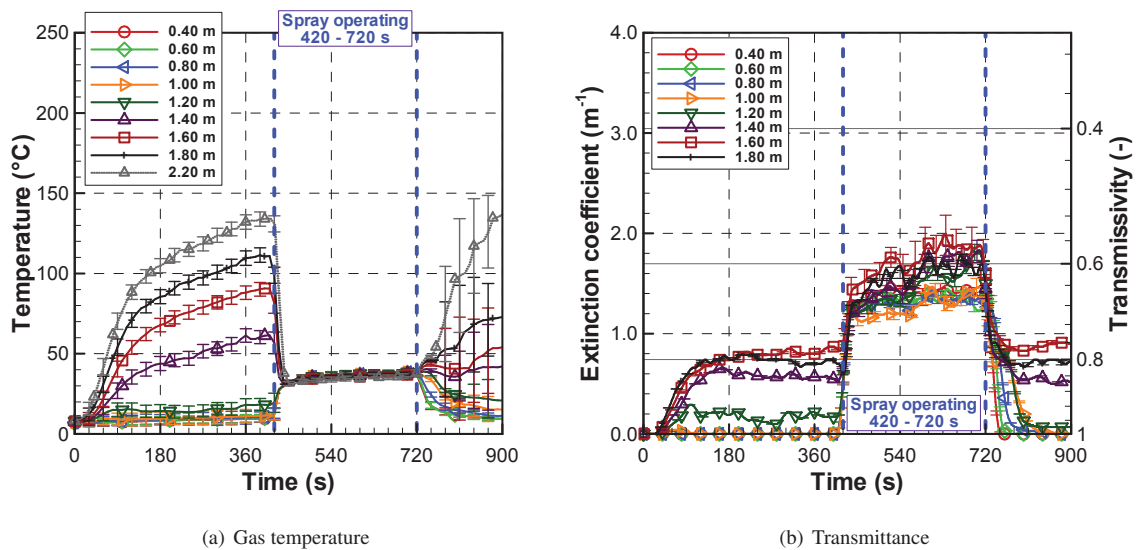 Spray operating
420 - 720 s
0.40 m
0.60 m
0.80 m
1.00 m
1.20 m
1.40 m
1.60 m
1.80 m
2.20 m
250
200
150
100
50
0
Temperature (°C)
0 180 360 540 720 900
Time (s)
(a) Gas temperature
0.40 m
0.60 m
0.80 m
1.00 m
1.20 m
1.40 m
1.60 m
1.80 m
4.0
3.0
2.0
1.0
0.0
Extinction coefficient (m⁻¹)
0.4
0.6
0.8
1
Transmissivity (-)
Spray operating
420 - 720 s
0 180 360 540 720 900
Time (s)
(b) Transmittance